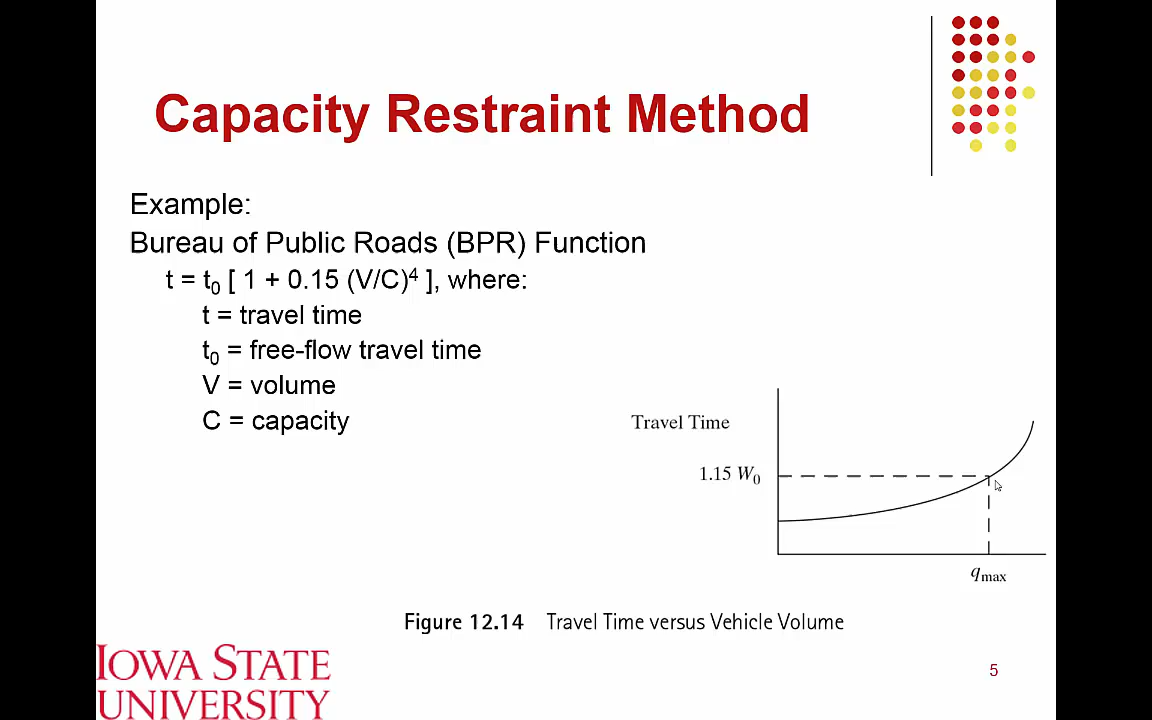 Capacity Restraint Method
Example:
Bureau of Public Roads (BPR) Function
t = t₀ [ 1 + 0.15 (V/C)⁴ ], where:
t = travel time
t₀ = free-flow travel time
V = volume
C = capacity
Travel Time
1.15 W₀
qmax
Figure 12.14 Travel Time versus Vehicle Volume
IOWA STATE
UNIVERSITY
5